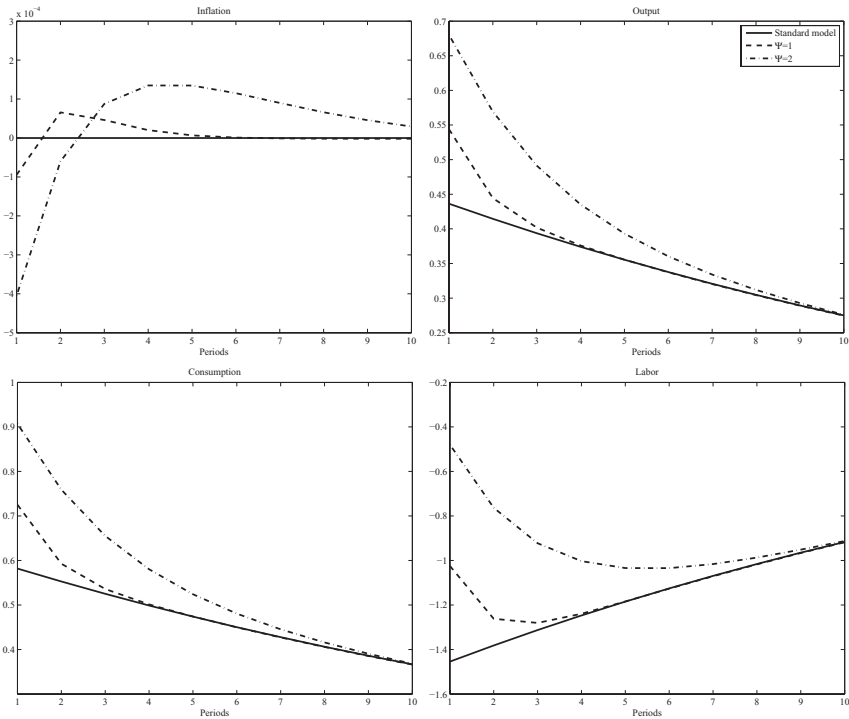 Inflation
x 10⁻⁴
3
2
1
0
−1
−2
−3
−4
−5
1 2 3 4 5 6 7 8 9 10
Periods
Output
Standard model
Ψ=1
Ψ=2
0.7
0.65
0.6
0.55
0.5
0.45
0.4
0.35
0.3
0.25
1 2 3 4 5 6 7 8 9 10
Periods
Consumption
1
0.9
0.8
0.7
0.6
0.5
0.4
1 2 3 4 5 6 7 8 9 10
Periods
Labor
−0.2
−0.4
−0.6
−0.8
−1
−1.2
−1.4
−1.6
1 2 3 4 5 6 7 8 9 10
Periods